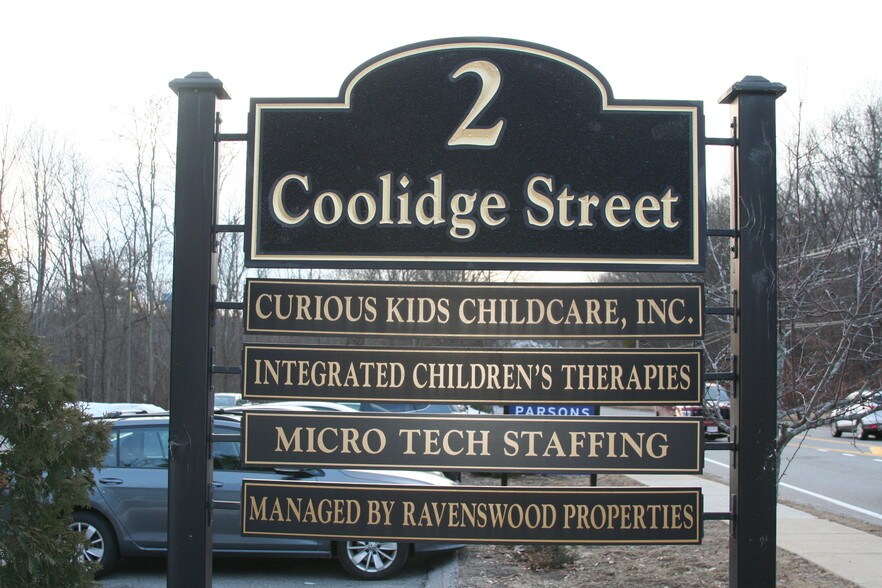 2
Coolidge Street
CURIOUS KIDS CHILDCARE, INC.
INTEGRATED CHILDREN'S THERAPIES
PARSONS
MICRO TECH STAFFING
MANAGED BY RAVENSWOOD PROPERTIES